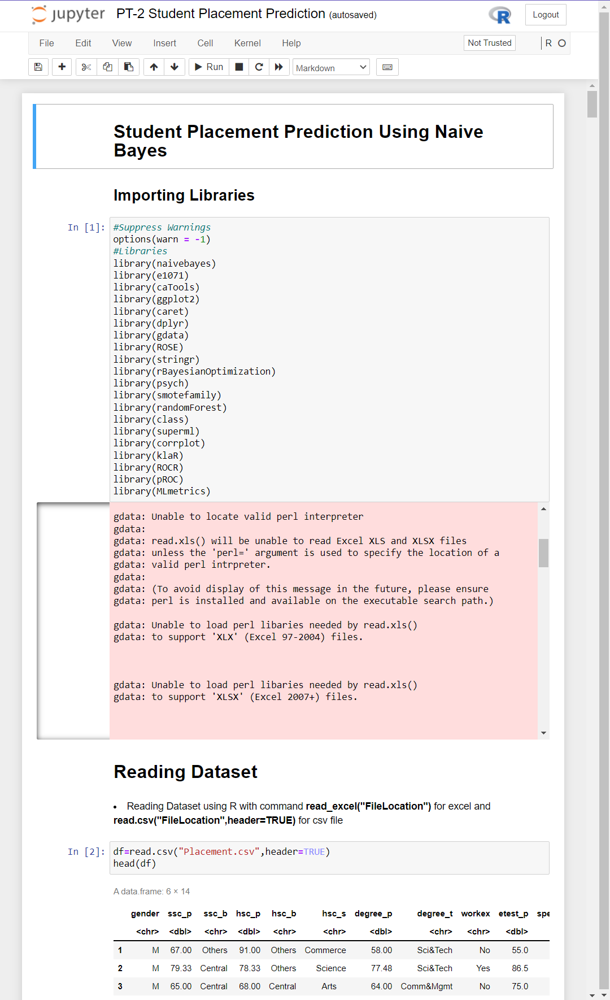 jupyter PT-2 Student Placement Prediction (autosaved)
Logout
File Edit View Insert Cell Kernel Help Not Trusted R
Run Markdown
Student Placement Prediction Using Naive
Bayes
Importing Libraries
In [1]: #Suppress Warnings
options(warn = -1)
#Libraries
library(naivebayes)
library(e1071)
library(caTools)
library(ggplot2)
library(caret)
library(dplyr)
library(gdata)
library(ROSE)
library(stringr)
library(rBayesianOptimization)
library(psych)
library(smotefamily)
library(randomForest)
library(class)
library(superml)
library(corrplot)
library(klaR)
library(ROCR)
library(pROC)
library(MLmetrics)
gdata: Unable to locate valid perl interpreter
gdata:
gdata: read.xls() will be unable to read Excel XLS and XLSX files
gdata: unless the 'perl=' argument is used to specify the location of a
gdata: valid perl intrpreter.
gdata:
gdata: (To avoid display of this message in the future, please ensure
gdata: perl is installed and available on the executable search path.)
gdata: Unable to load perl libaries needed by read.xls()
gdata: to support 'XLX' (Excel 97-2004) files.
gdata: Unable to load perl libaries needed by read.xls()
gdata: to support 'XLSX' (Excel 2007+) files.
Reading Dataset
• Reading Dataset using R with command read_excel("FileLocation") for excel and
read.csv("FileLocation",header=TRUE) for csv file
In [2]: df=read.csv("Placement.csv",header=TRUE)
head(df)
A data.frame: 6 × 14
gender ssc_p ssc_b hsc_p hsc_b hsc_s degree_p degree_t workex etest_p spe
<chr> <dbl> <chr> <dbl> <chr> <chr> <dbl> <chr> <chr> <dbl>
1 M 67.00 Others 91.00 Others Commerce 58.00 Sci&Tech No 55.0
2 M 79.33 Central 78.33 Others Science 77.48 Sci&Tech Yes 86.5
3 M 65.00 Central 68.00 Central Arts 64.00 Comm&Mgmt No 75.0